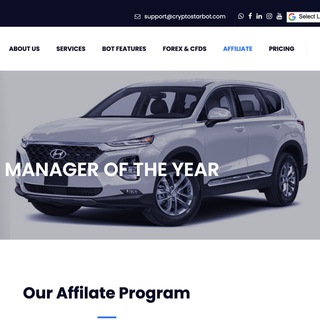 support@cryptostarbot.com Select L
ABOUT US SERVICES BOT FEATURES FOREX & CFDS AFFILIATE PRICING
MANAGER OF THE YEAR
Our Affilate Program